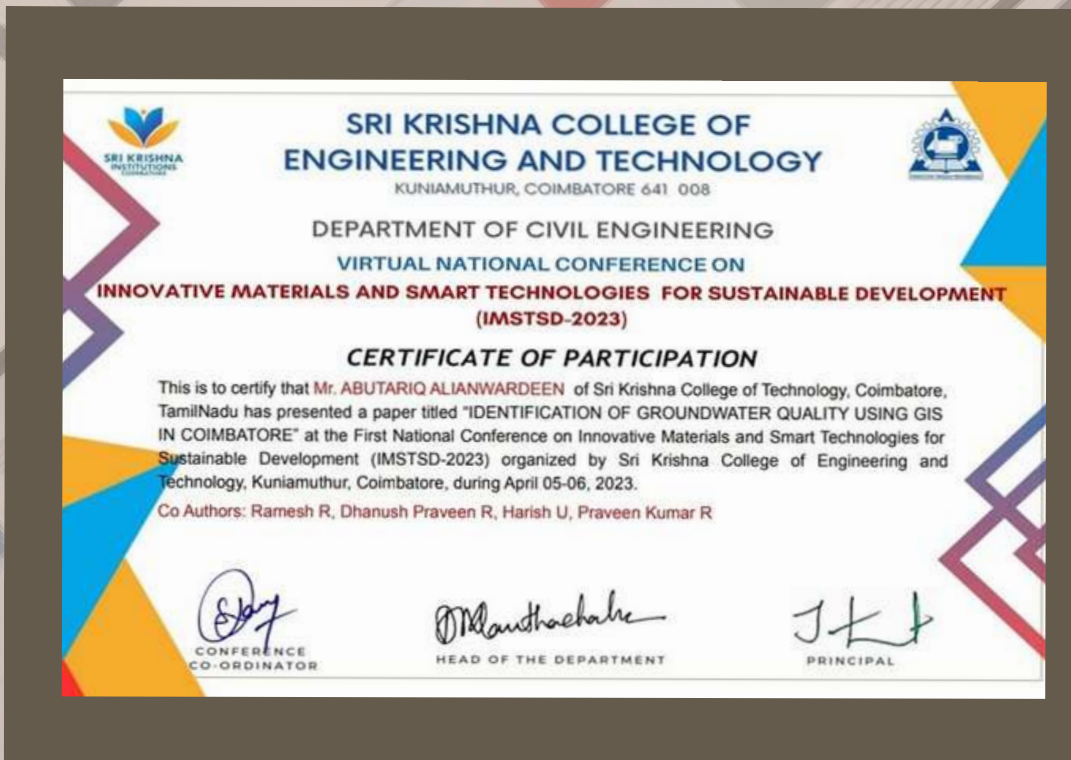 SRI KRISHNA COLLEGE OF
ENGINEERING AND TECHNOLOGY
KUNIAMUTHUR, COIMBATORE 641 008
SRI KRISHNA
INSTITUTIONS
COIMBATORE
DEPARTMENT OF CIVIL ENGINEERING
VIRTUAL NATIONAL CONFERENCE ON
INNOVATIVE MATERIALS AND SMART TECHNOLOGIES FOR SUSTAINABLE DEVELOPMENT
(IMSTSD-2023)
CERTIFICATE OF PARTICIPATION
This is to certify that Mr. ABUTARIQ ALIANWARDEEN of Sri Krishna College of Technology, Coimbatore,
TamilNadu has presented a paper titled “IDENTIFICATION OF GROUNDWATER QUALITY USING GIS
IN COIMBATORE” at the First National Conference on Innovative Materials and Smart Technologies for
Sustainable Development (IMSTSD-2023) organized by Sri Krishna College of Engineering and
Technology, Kuniamuthur, Coimbatore, during April 05-06, 2023.
Co Authors: Ramesh R, Dhanush Praveen R, Harish U, Praveen Kumar R
CONFERENCE
CO-ORDINATOR
HEAD OF THE DEPARTMENT
PRINCIPAL